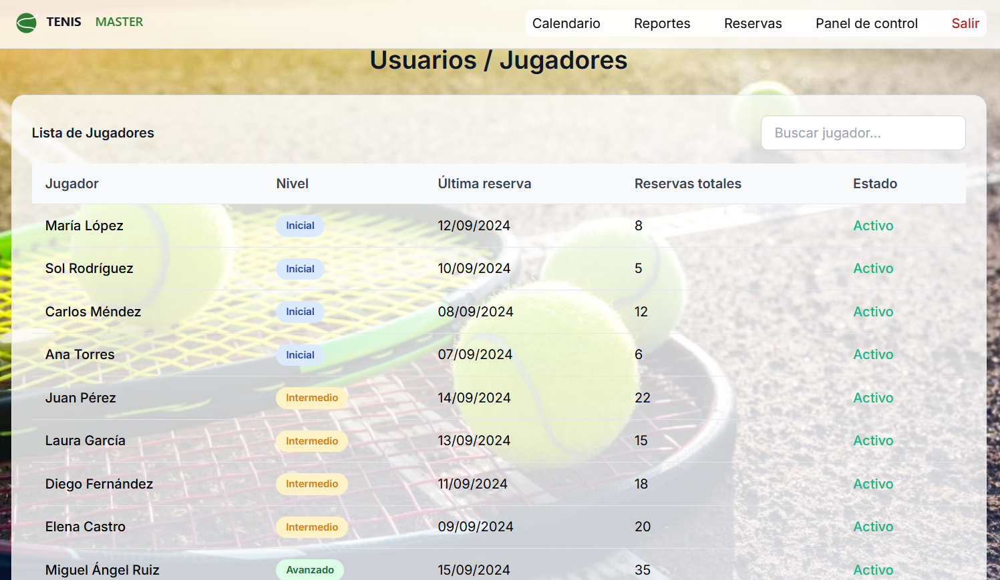 TENIS MASTER
Calendario Reportes Reservas Panel de control Salir
Usuarios / Jugadores
Lista de Jugadores
Buscar jugador...
Jugador Nivel Última reserva Reservas totales Estado
María López Inicial 12/09/2024 8 Activo
Sol Rodríguez Inicial 10/09/2024 5 Activo
Carlos Méndez Inicial 08/09/2024 12 Activo
Ana Torres Inicial 07/09/2024 6 Activo
Juan Pérez Intermedio 14/09/2024 22 Activo
Laura García Intermedio 13/09/2024 15 Activo
Diego Fernández Intermedio 11/09/2024 18 Activo
Elena Castro Intermedio 09/09/2024 20 Activo
Miguel Ángel Ruiz Avanzado 15/09/2024 35 Activo